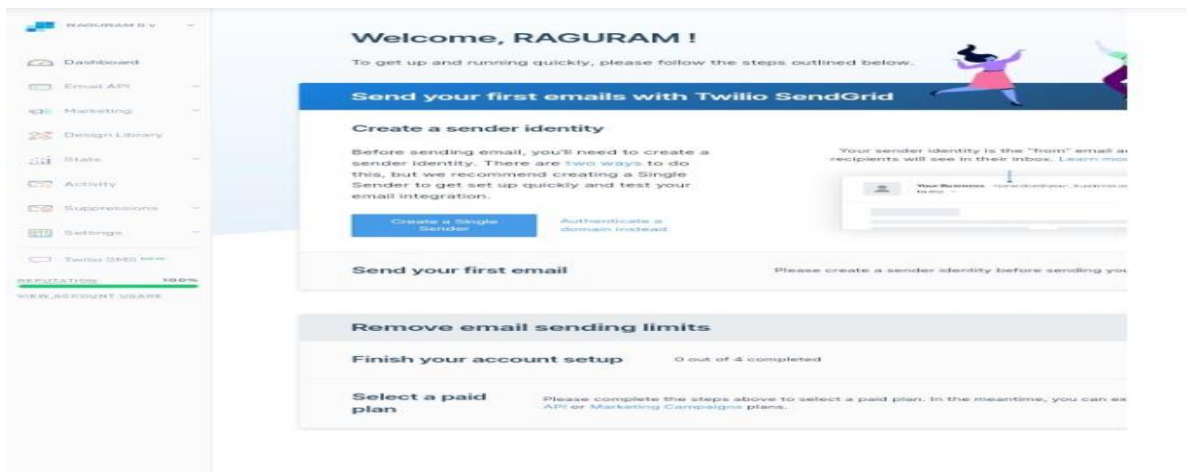 RAGURAM S V
Dashboard
Email API
Marketing
Design Library
Stats
Activity
Suppressions
Settings
Twilio SMS NEW
REPUTATION 100%
VIEW ACCOUNT USAGE
Welcome, RAGURAM !
To get up and running quickly, please follow the steps outlined below.
Send your first emails with Twilio SendGrid
Create a sender identity
Before sending email, you'll need to create a
sender identity. There are two ways to do
this, but we recommend creating a Single
Sender to get set up quickly and test your
email integration.
Create a Single
Sender
Authenticate a
domain instead
Your sender identity is the "from" email a
recipients will see in their inbox. Learn mor
Your Business
to me
Send your first email
Please create a sender identity before sending you
Remove email sending limits
Finish your account setup
0 out of 4 completed
Select a paid
plan
Please complete the steps above to select a paid plan. In the meantime, you can ex
API or Marketing Campaigns plans.